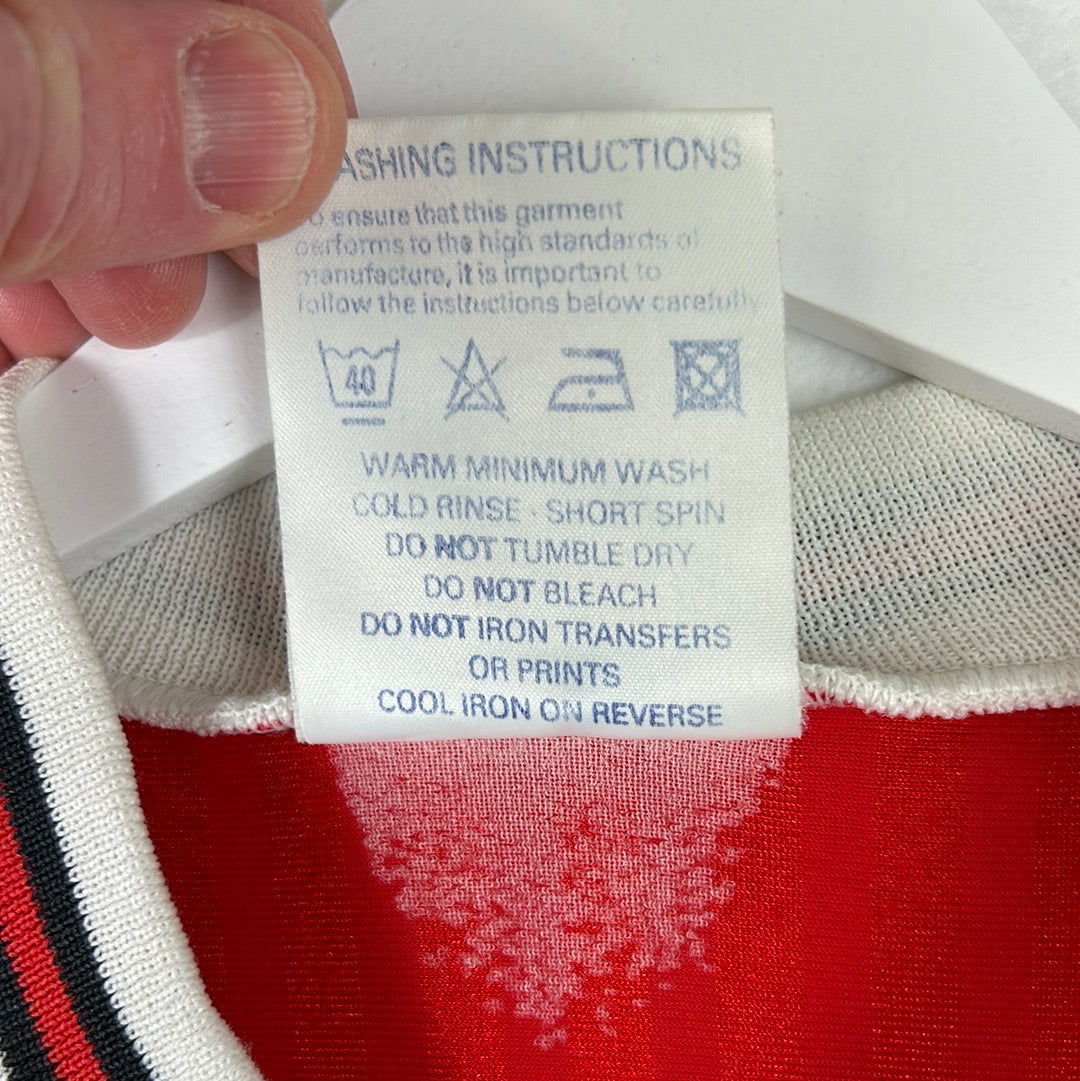 ASHING INSTRUCTIONS
o ensure that this garment
performs to the high standards of
manufacture, it is important to
follow the instructions below carefully
40
WARM MINIMUM WASH
COLD RINSE - SHORT SPIN
DO NOT TUMBLE DRY
DO NOT BLEACH
DO NOT IRON TRANSFERS
OR PRINTS
COOL IRON ON REVERSE